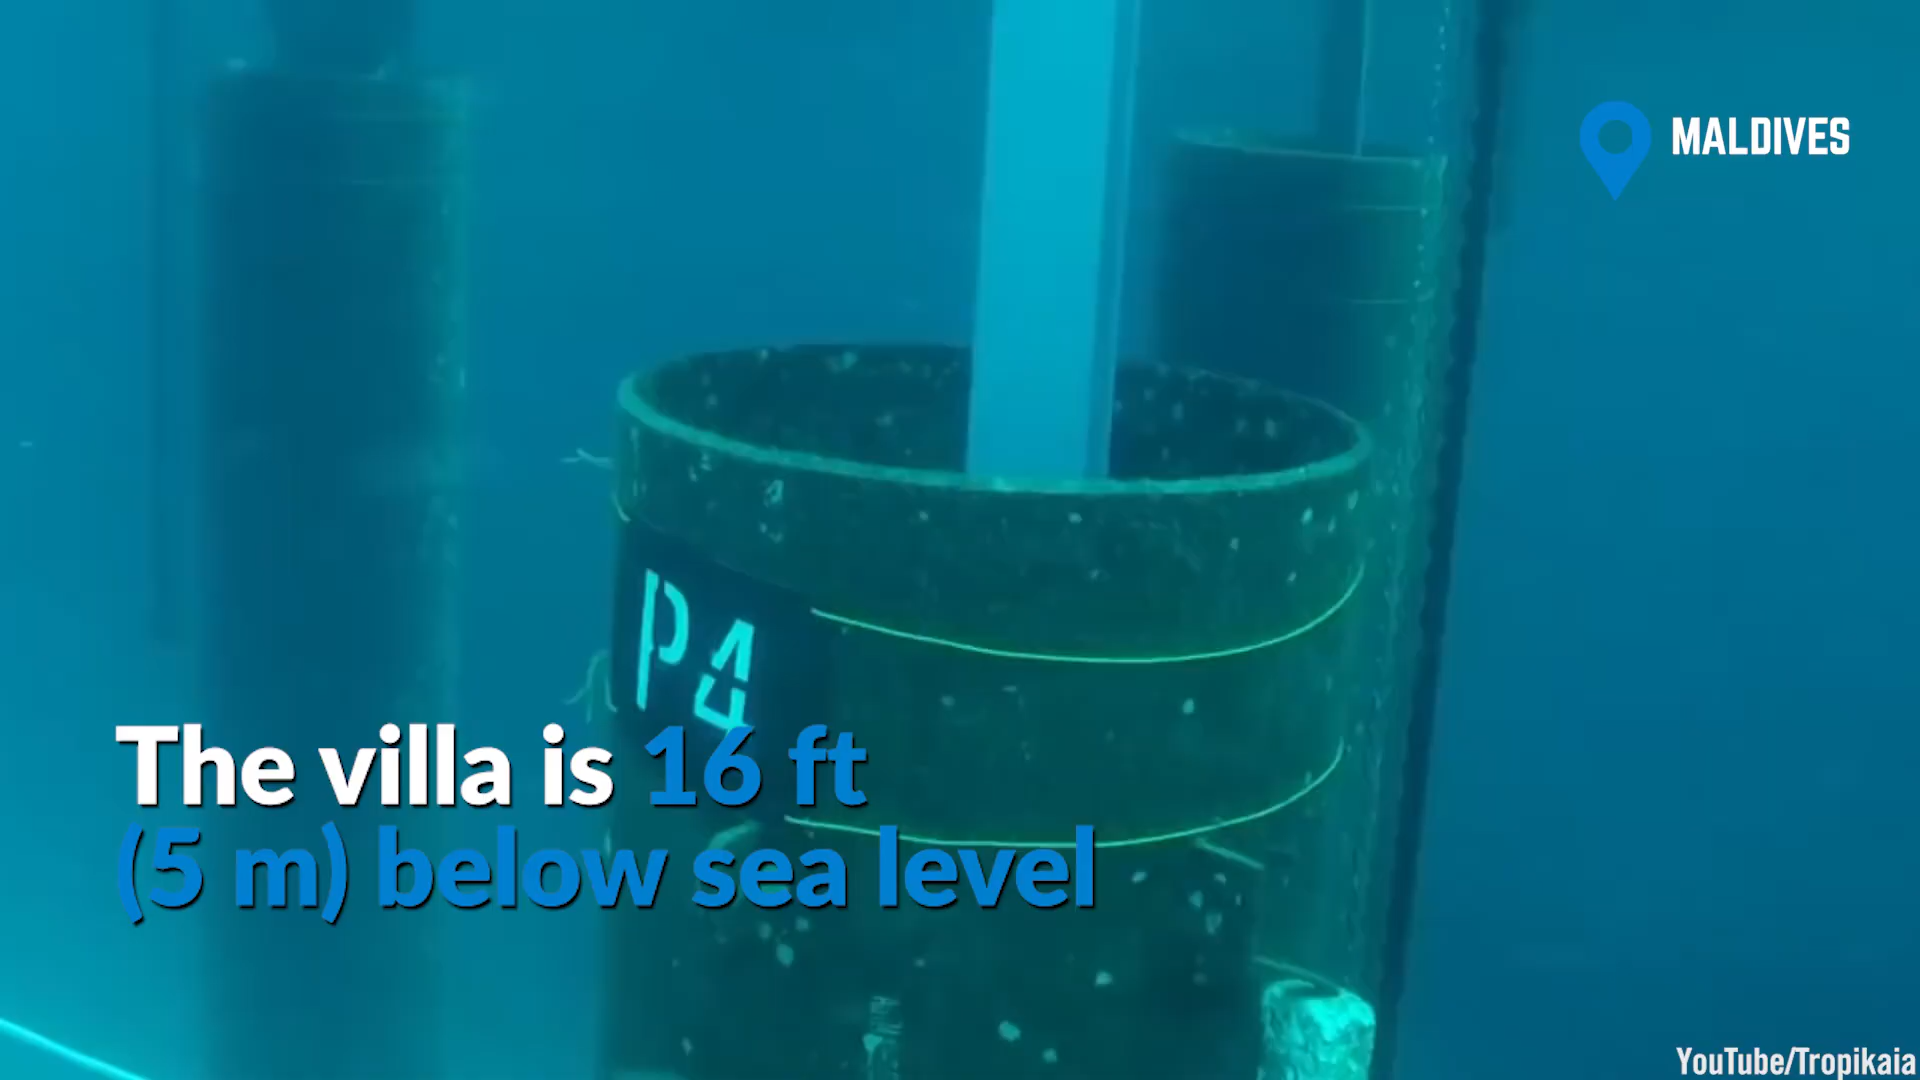 MALDIVES
P4
The villa is 16 ft
(5 m) below sea level
YouTube/Tropikaia